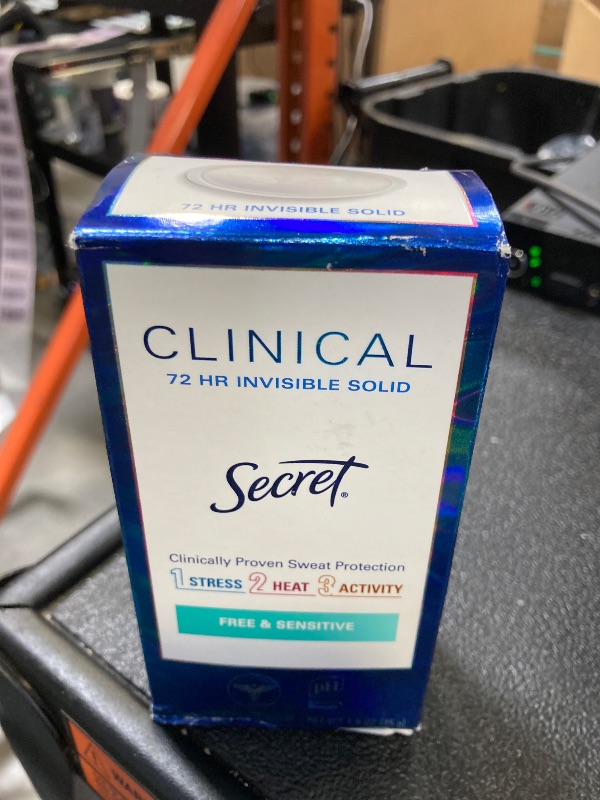 72 HR INVISIBLE SOLID
CLINICAL
72 HR INVISIBLE SOLID
Secret®
Clinically Proven Sweat Protection
1 STRESS 2 HEAT 3 ACTIVITY
FREE & SENSITIVE
pH